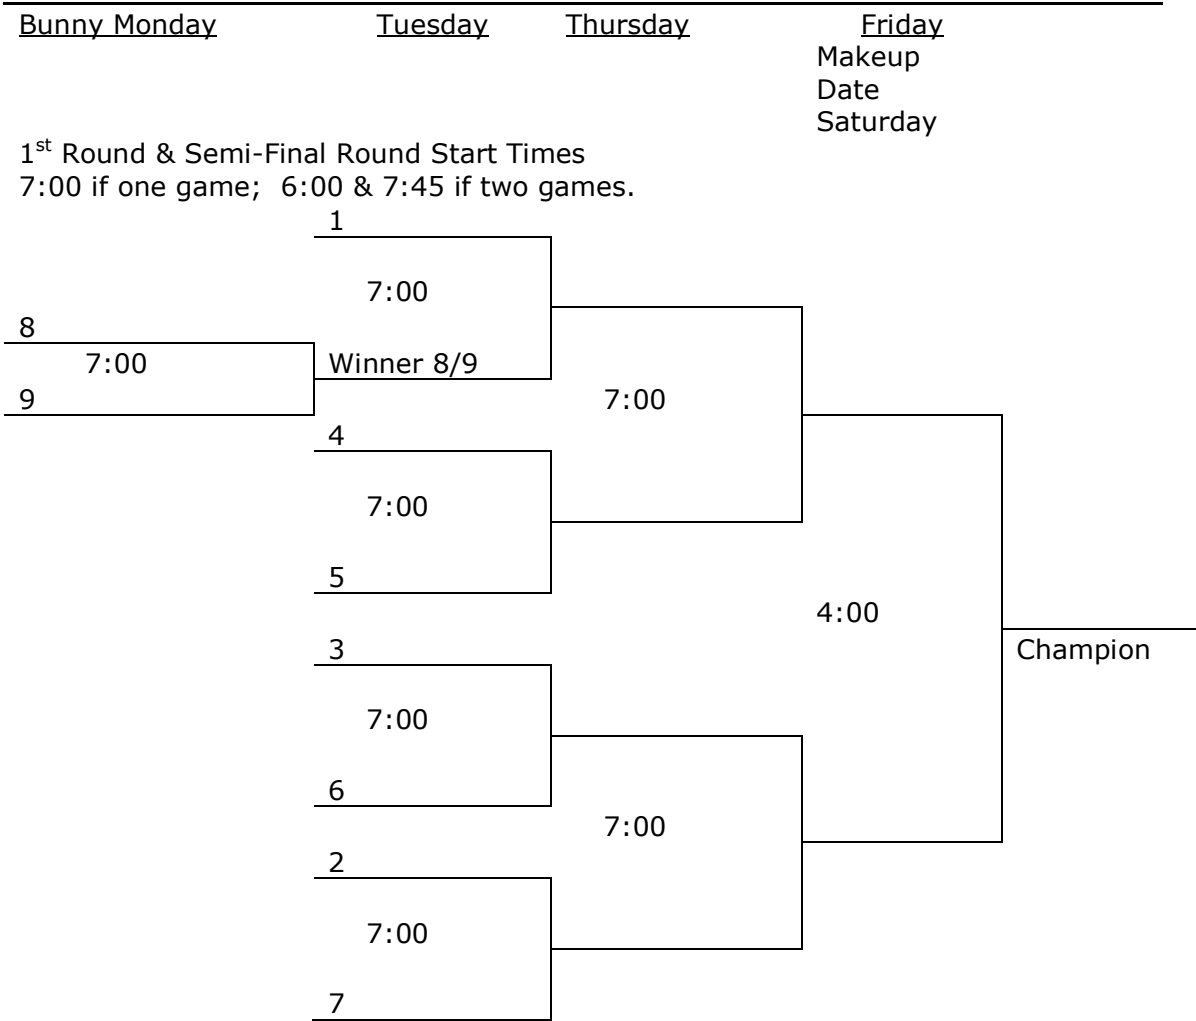 Bunny Monday Tuesday Thursday Friday
Makeup
Date
Saturday
1st Round & Semi-Final Round Start Times
7:00 if one game; 6:00 & 7:45 if two games.
1
7:00
8
7:00 Winner 8/9
9 7:00
4
7:00
5
4:00
3 Champion
7:00
6
7:00
2
7:00
7